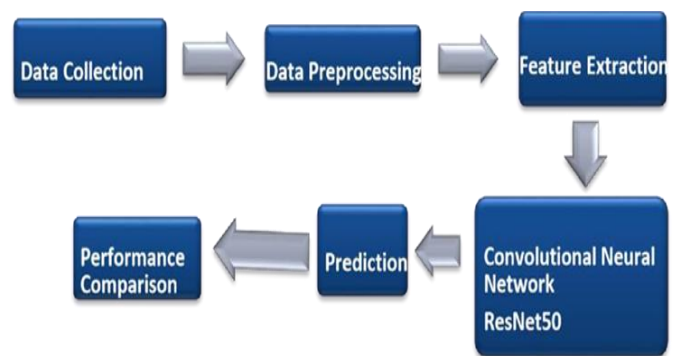 Data Collection
Data Preprocessing
Feature Extraction
Convolutional Neural
Network
ResNet50
Prediction
Performance
Comparison